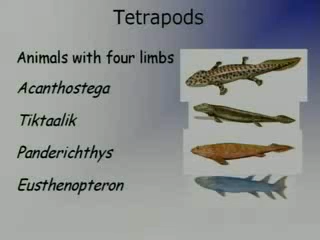 Tetrapods
Animals with four limbs
Acanthostega
Tiktaalik
Panderichthys
Eusthenopteron